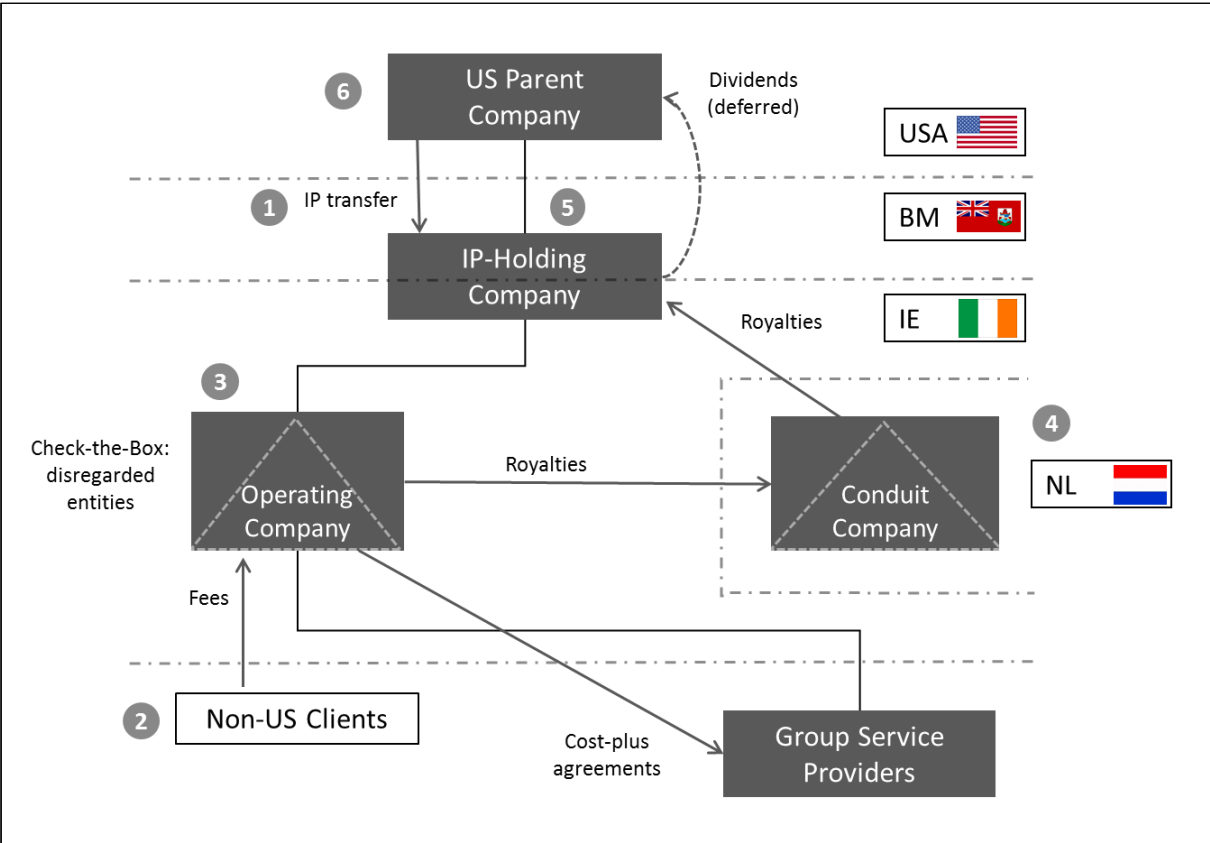 6
US Parent
Company
Dividends
(deferred)
USA
1
IP transfer
5
BM
IP-Holding
Company
Royalties
IE
3
Check-the-Box:
disregarded
entities
Operating
Company
Royalties
Conduit
Company
4
NL
Fees
2
Non-US Clients
Cost-plus
agreements
Group Service
Providers